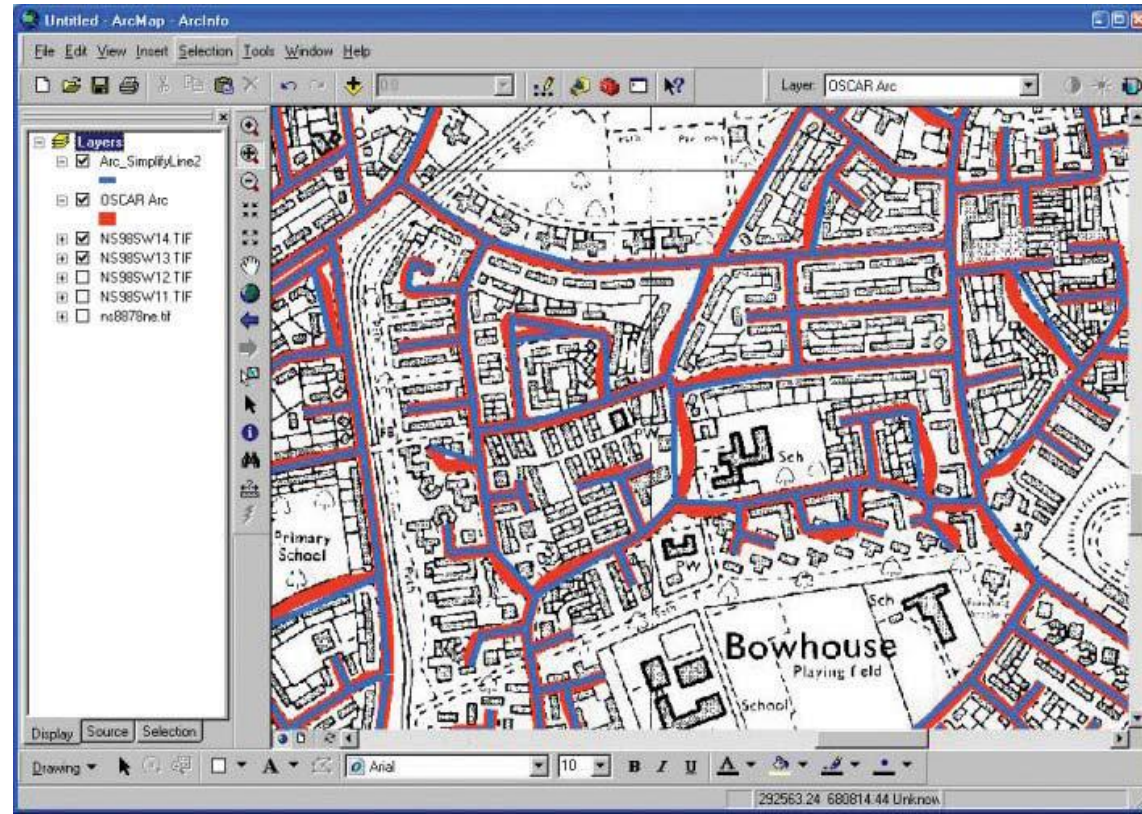 Untitled - ArcMap - ArcInfo
File Edit View Insert Selection Tools Window Help
Layer: OSCAR Arc
Layers
Arc_SimplifyLine2
OSCAR Arc
NS98SW14.TIF
NS98SW13.TIF
NS98SW12.TIF
NS98SW11.TIF
ns8878ne.tif
PW
Sch
Primary
School
PW
Sch
Bowhouse
Playing field
School
Display Source Selection
Drawing A Arial 10 B I U A
292563.24 680814.44 Unknow